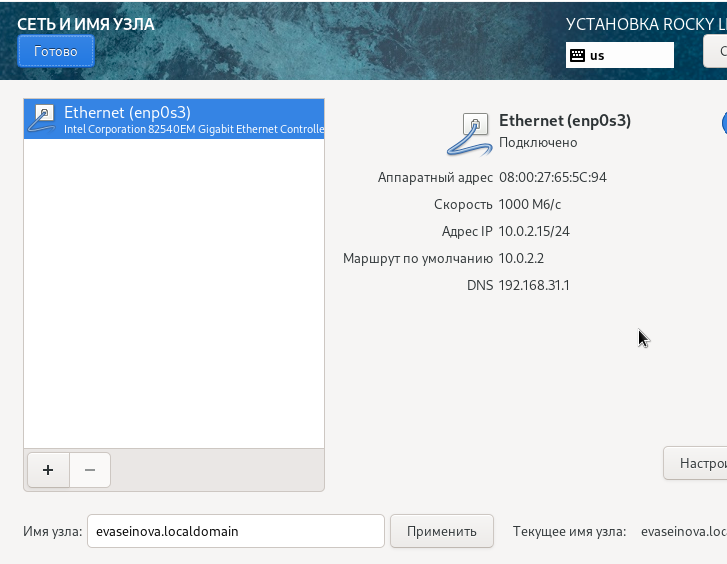 СЕТЬ И ИМЯ УЗЛА
УСТАНОВКА ROCKY
Готово
us
Ethernet (enp0s3)
Intel Corporation 82540EM Gigabit Ethernet Controlle
Ethernet (enp0s3)
Подключено
Аппаратный адрес 08:00:27:65:5C:94
Скорость 1000 Мб/с
Адрес IP 10.0.2.15/24
Маршрут по умолчанию 10.0.2.2
DNS 192.168.31.1
+ −
Настрои
Имя узла: evaseinova.localdomain Применить Текущее имя узла: evaseinova.loc